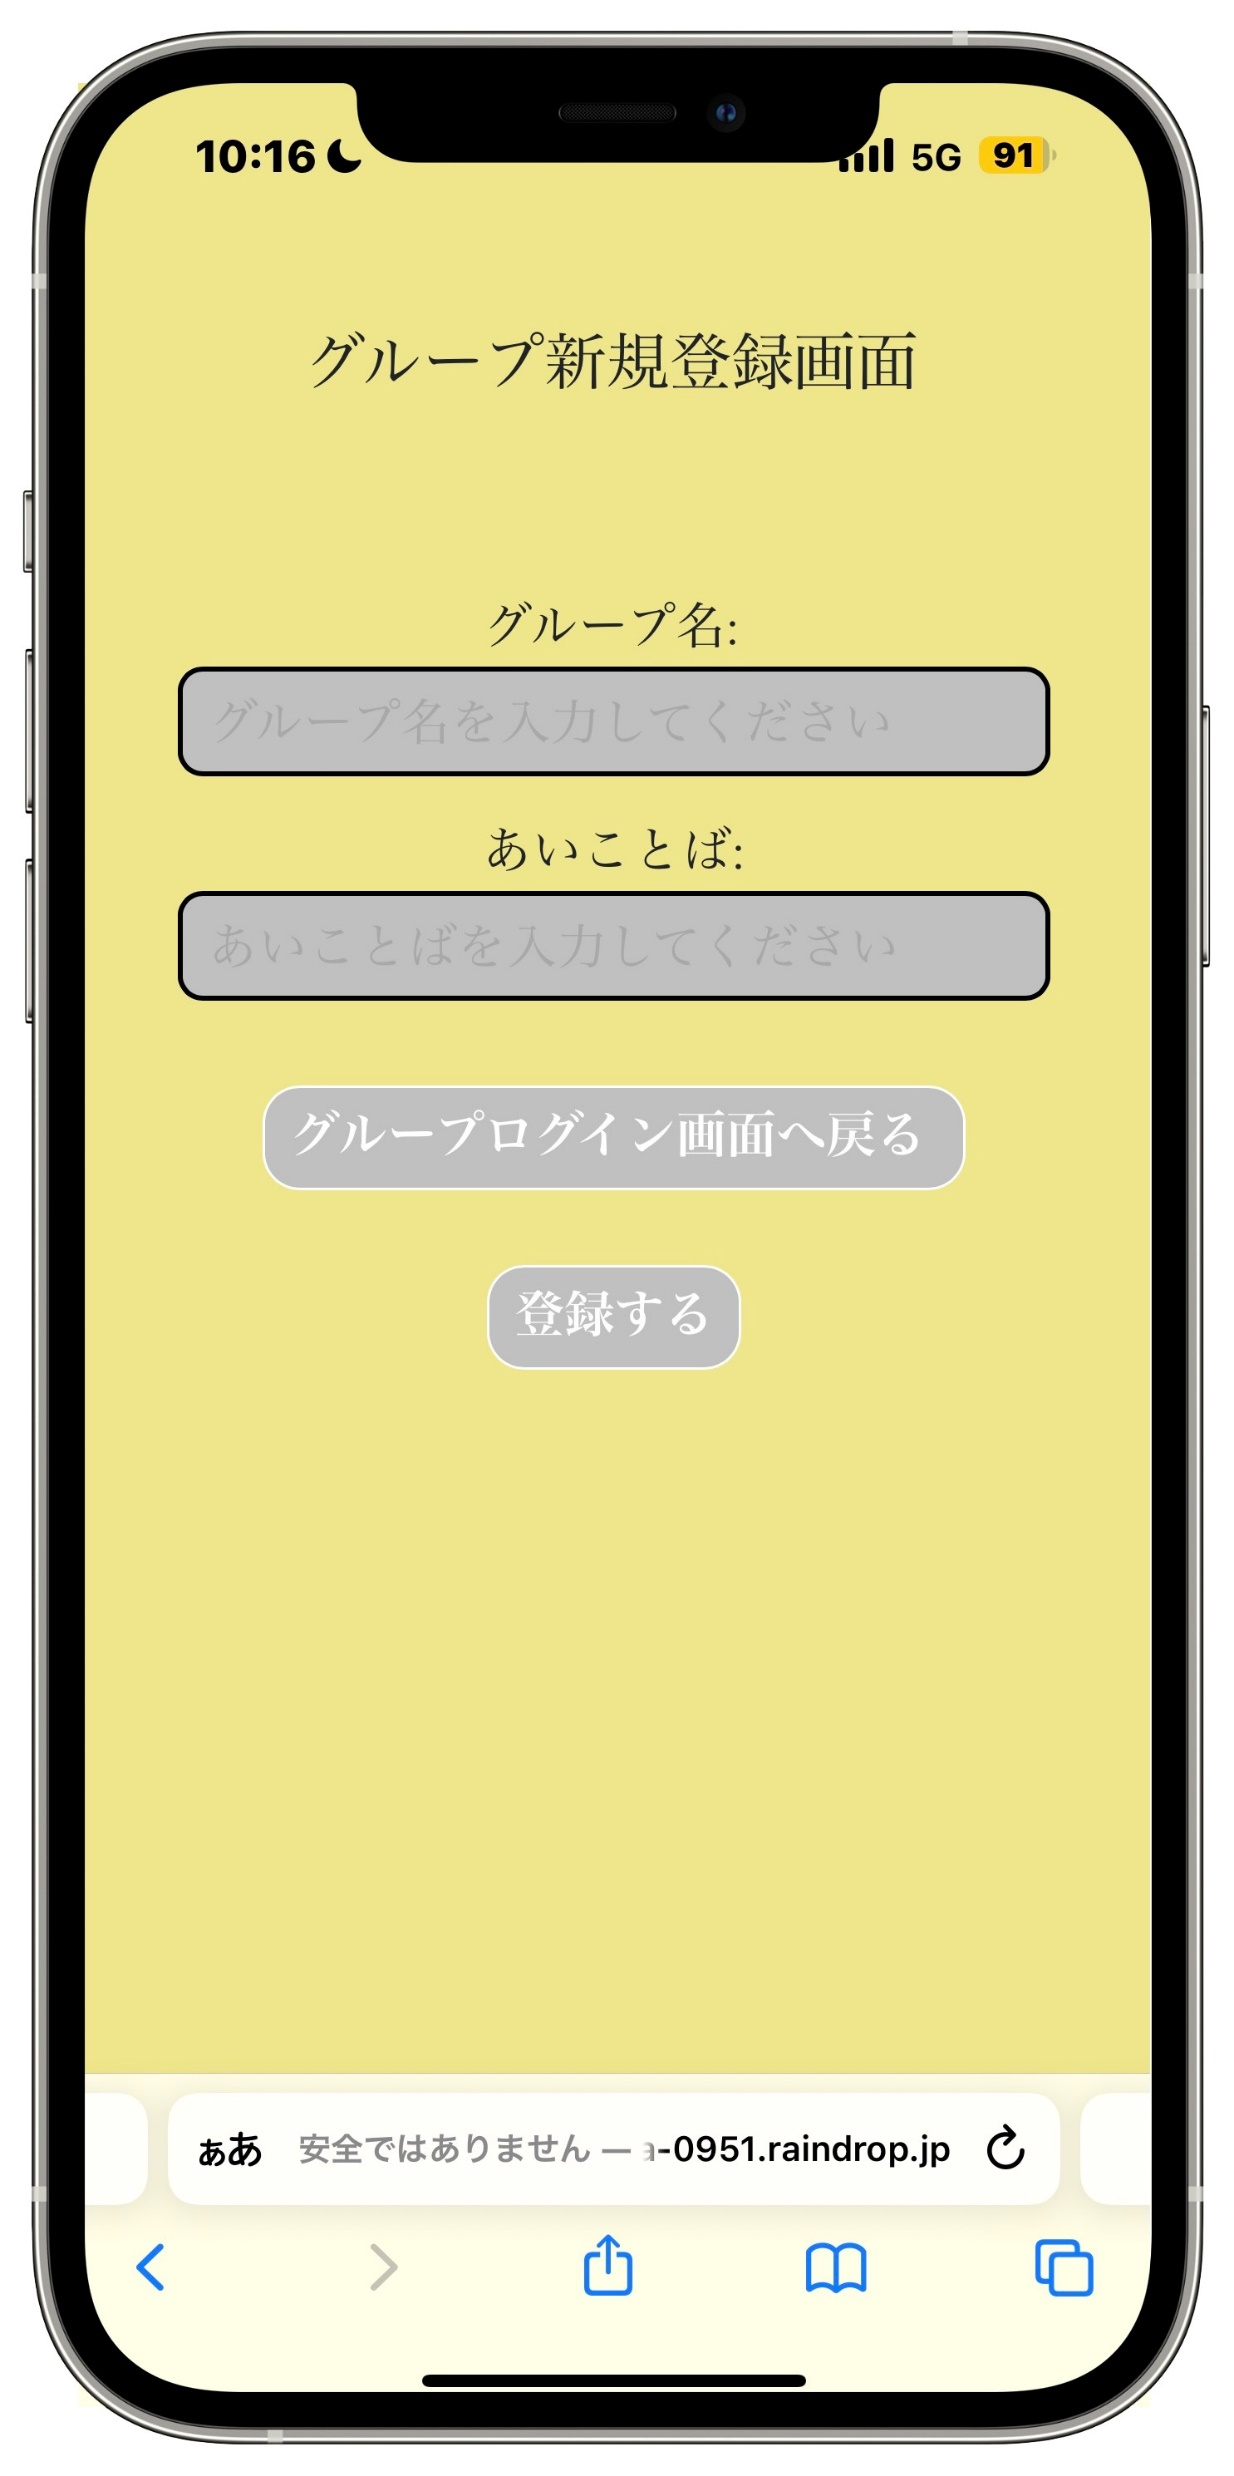 10:16
5G 91
グループ新規登録画面
グループ名:
グループ名を入力してください
あいことば:
あいことばを入力してください
グループログイン画面へ戻る
登録する
ぁあ 安全ではありません — -0951.raindrop.jp